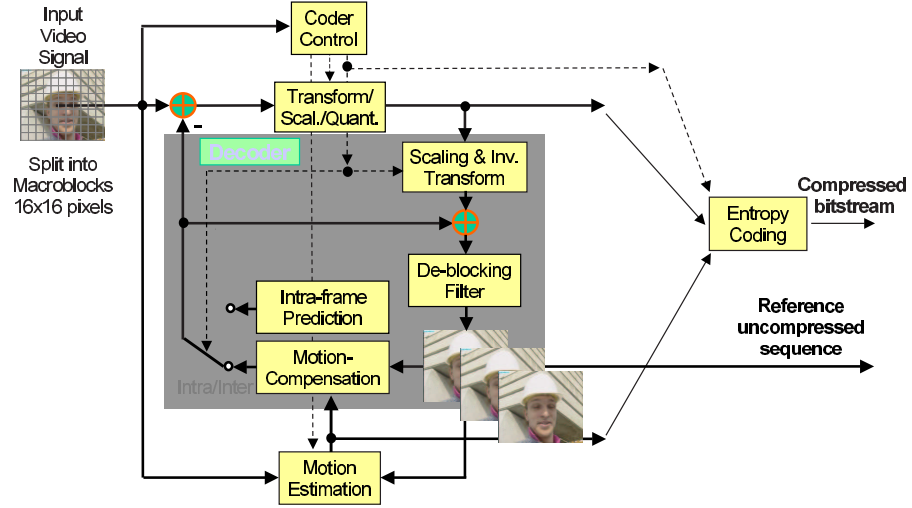 Input
Video
Signal
Coder
Control
Transform/
Scal./Quant.
-
Decoder
Scaling & Inv.
Transform
Split into
Macroblocks
16x16 pixels
Compressed
bitstream
Entropy
Coding
De-blocking
Filter
Intra-frame
Prediction
Reference
uncompressed
sequence
Motion-
Compensation
Intra/Inter
Motion
Estimation